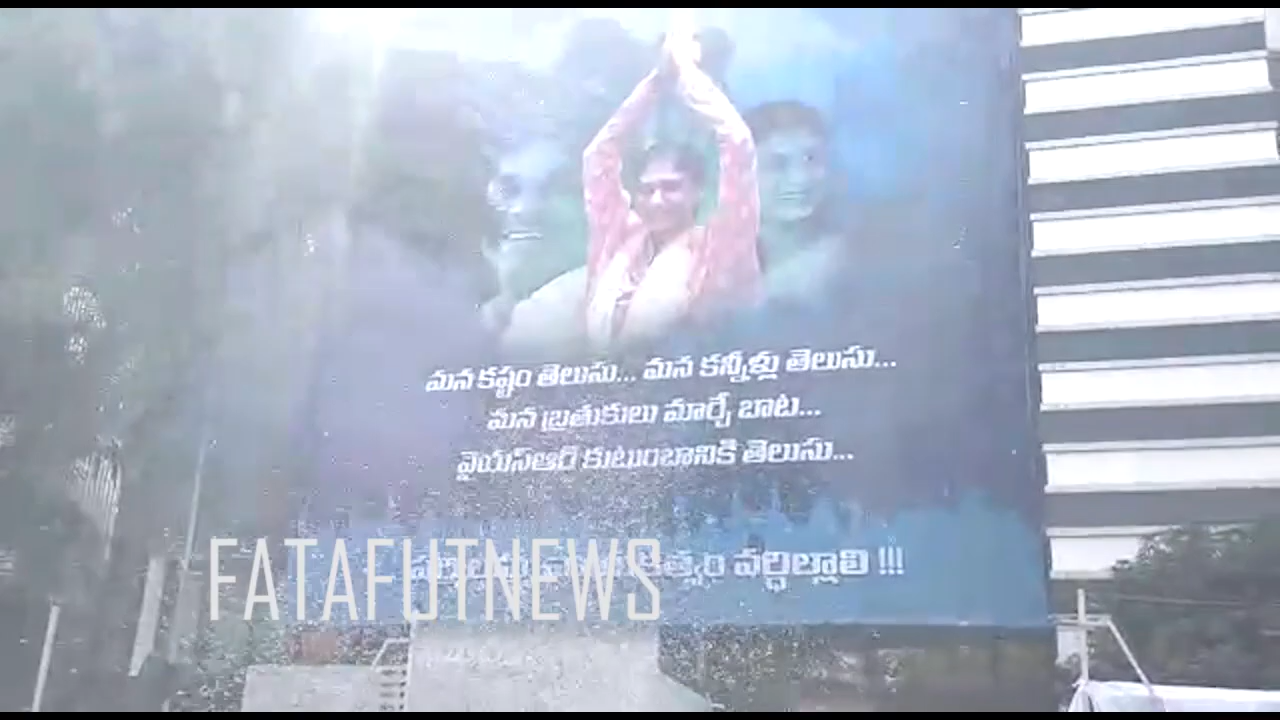 మన కష్టం తెలుసు... మన కన్నీళ్లు తెలుసు...
మన బ్రతుకులు మార్చే బాట...
వైయస్ఆర్ కుటుంబానికి తెలుసు...
వర్ధిల్లాలి !!!
FATAFUTNEWS